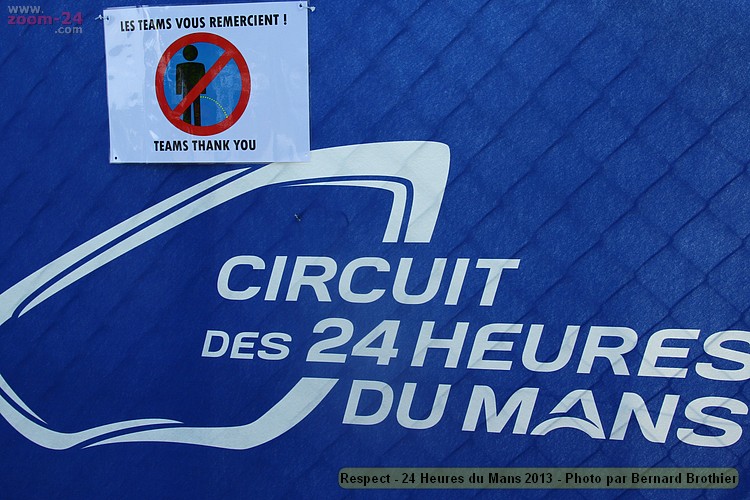 www.
zoom-24
.com
LES TEAMS VOUS REMERCIENT !
TEAMS THANK YOU
CIRCUIT
DES 24 HEURES
DU MANS
Respect - 24 Heures du Mans 2013 - Photo par Bernard Brothier